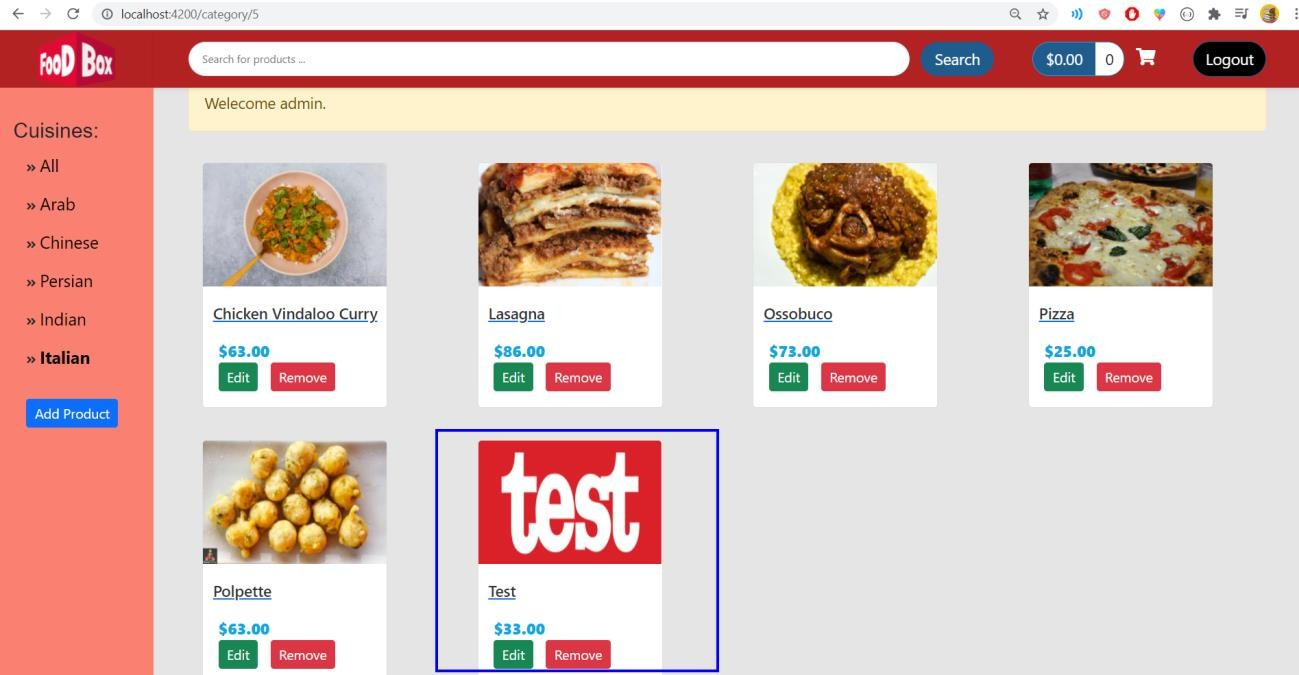 localhost:4200/category/5
FooD Box
Search for products ...
Search
$0.00 0
Logout
Cuisines:
» All
» Arab
» Chinese
» Persian
» Indian
» Italian
Add Product
Welecome admin.
Chicken Vindaloo Curry
$63.00
Edit Remove
Lasagna
$86.00
Edit Remove
Ossobuco
$73.00
Edit Remove
Pizza
$25.00
Edit Remove
Polpette
$63.00
Edit Remove
test
Test
$33.00
Edit Remove